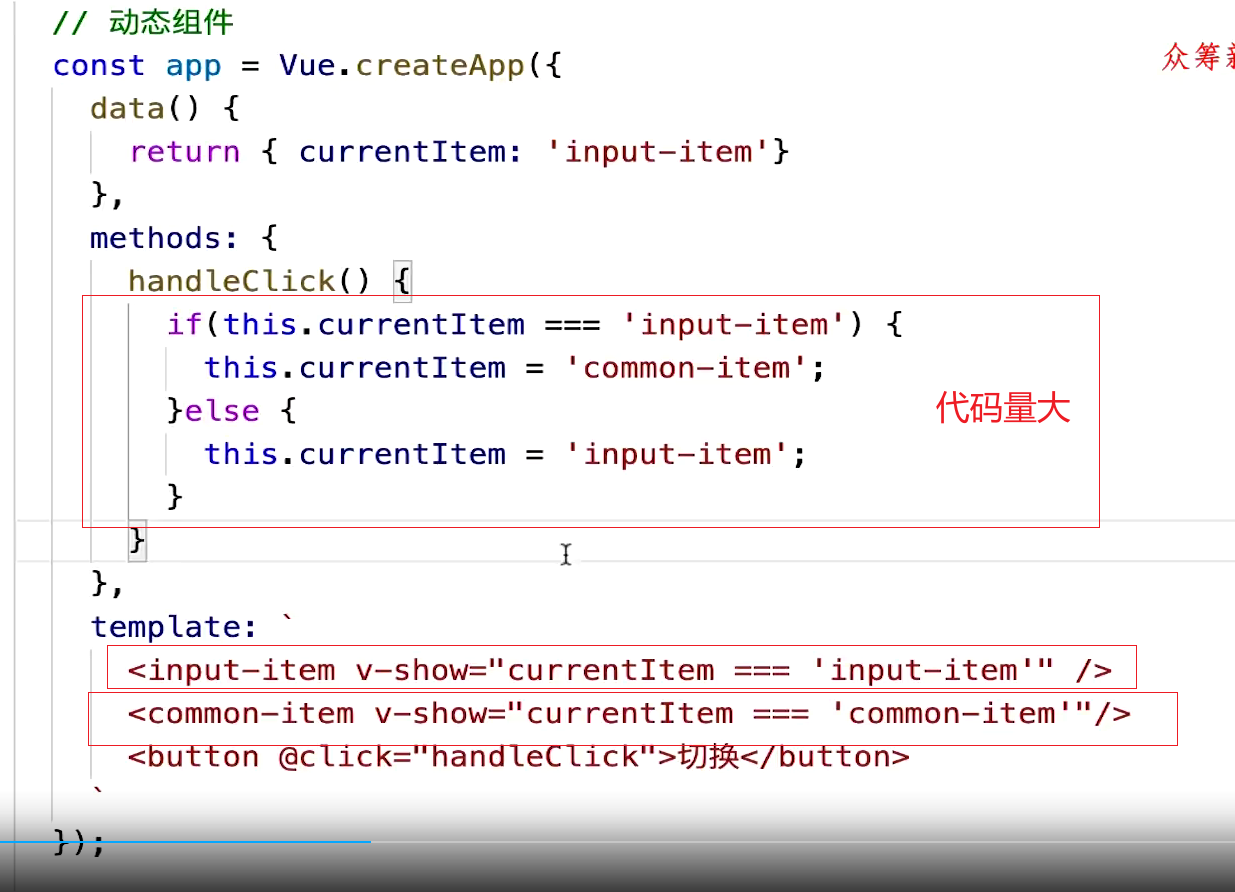 // 动态组件
const app = Vue.createApp({
众筹新
data() {
return { currentItem: 'input-item'}
},
methods: {
handleClick() {
if(this.currentItem === 'input-item') {
this.currentItem = 'common-item';
}else {
代码量大
this.currentItem = 'input-item';
}
}
},
template: `
<input-item v-show="currentItem === 'input-item'" />
<common-item v-show="currentItem === 'common-item'"/>
<button @click="handleClick">切换</button>
`
});